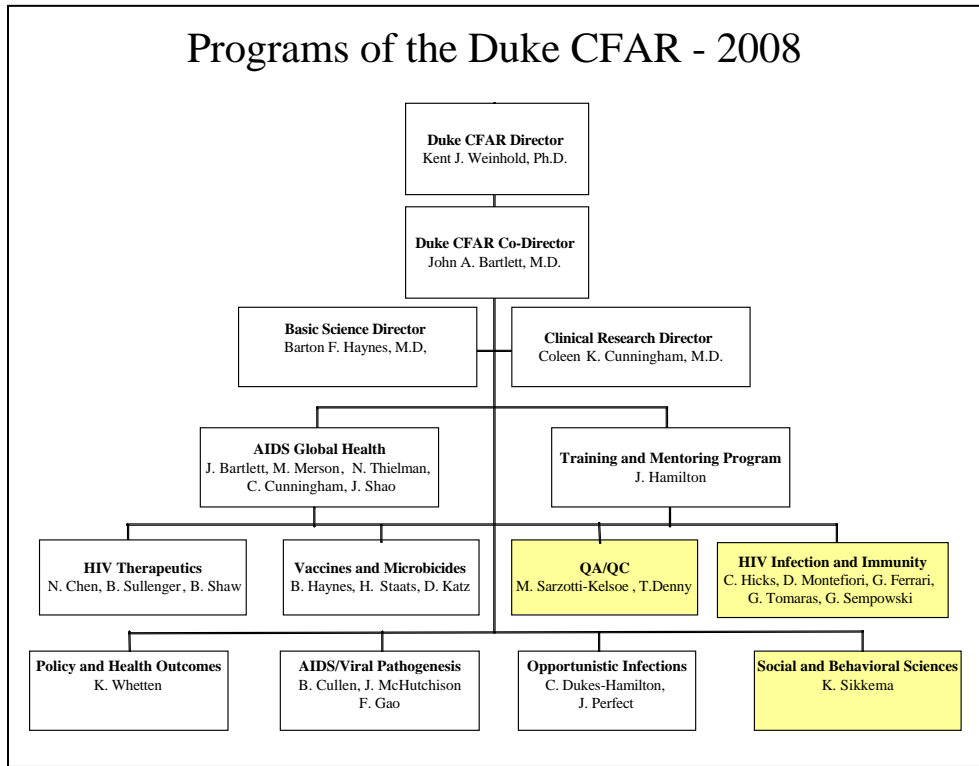 Programs of the Duke CFAR - 2008
Duke CFAR Director
Kent J. Weinhold, Ph.D.
Duke CFAR Co-Director
John A. Bartlett, M.D.
Basic Science Director
Barton F. Haynes, M.D,
Clinical Research Director
Coleen K. Cunningham, M.D.
AIDS Global Health
J. Bartlett, M. Merson, N. Thielman,
C. Cunningham, J. Shao
Training and Mentoring Program
J. Hamilton
HIV Therapeutics
N. Chen, B. Sullenger, B. Shaw
Vaccines and Microbicides
B. Haynes, H. Staats, D. Katz
QA/QC
M. Sarzotti-Kelsoe , T.Denny
HIV Infection and Immunity
C. Hicks, D. Montefiori, G. Ferrari,
G. Tomaras, G. Sempowski
Policy and Health Outcomes
K. Whetten
AIDS/Viral Pathogenesis
B. Cullen, J. McHutchison
F. Gao
Opportunistic Infections
C. Dukes-Hamilton,
J. Perfect
Social and Behavioral Sciences
K. Sikkema